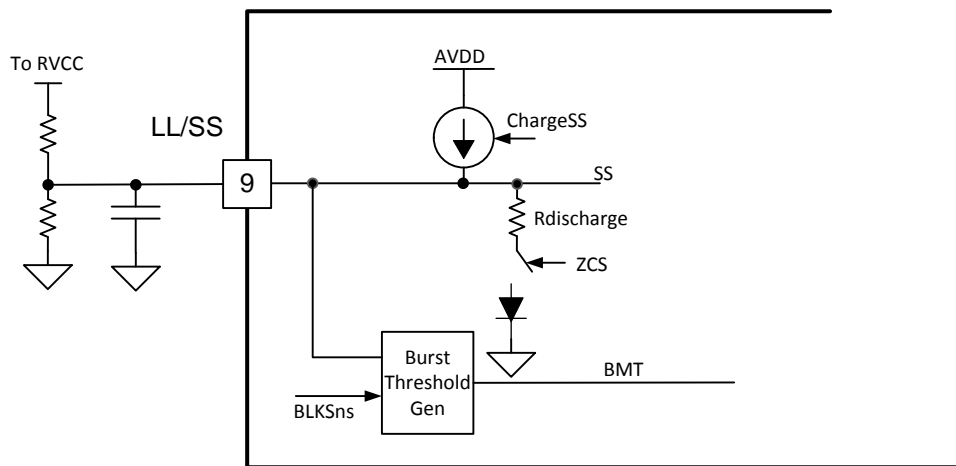 To RVCC
AVDD
LL/SS
ChargeSS
9
SS
Rdischarge
ZCS
Burst
Threshold
Gen
BLKSns
BMT